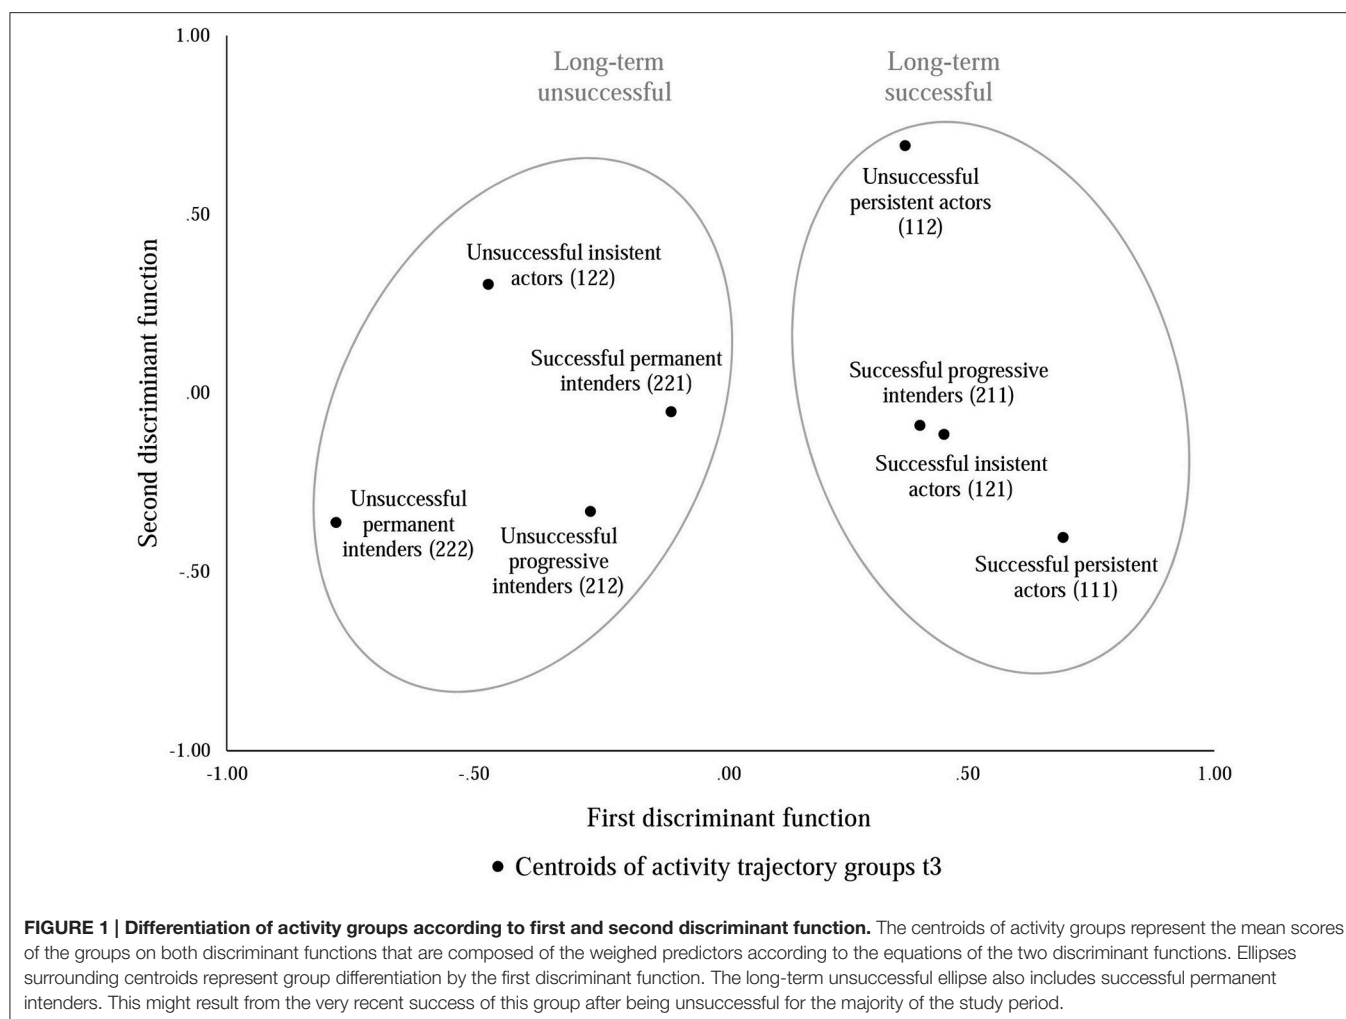 1.00
.50
.00
-.50
-1.00
Second discriminant function
Long-term
unsuccessful
Long-term
successful
Unsuccessful
persistent actors
(112)
Unsuccessful insistent
actors (122)
Successful permanent
intenders (221)
Successful progressive
intenders (211)
Successful insistent
actors (121)
Unsuccessful
permanent
intenders (222)
Unsuccessful
progressive
intenders (212)
Successful persistent
actors (111)
-1.00
-.50
.00
.50
1.00
First discriminant function
Centroids of activity trajectory groups t3
FIGURE 1 | Differentiation of activity groups according to first and second discriminant function. The centroids of activity groups represent the mean scores
of the groups on both discriminant functions that are composed of the weighed predictors according to the equations of the two discriminant functions. Ellipses
surrounding centroids represent group differentiation by the first discriminant function. The long-term unsuccessful ellipse also includes successful permanent
intenders. This might result from the very recent success of this group after being unsuccessful for the majority of the study period.